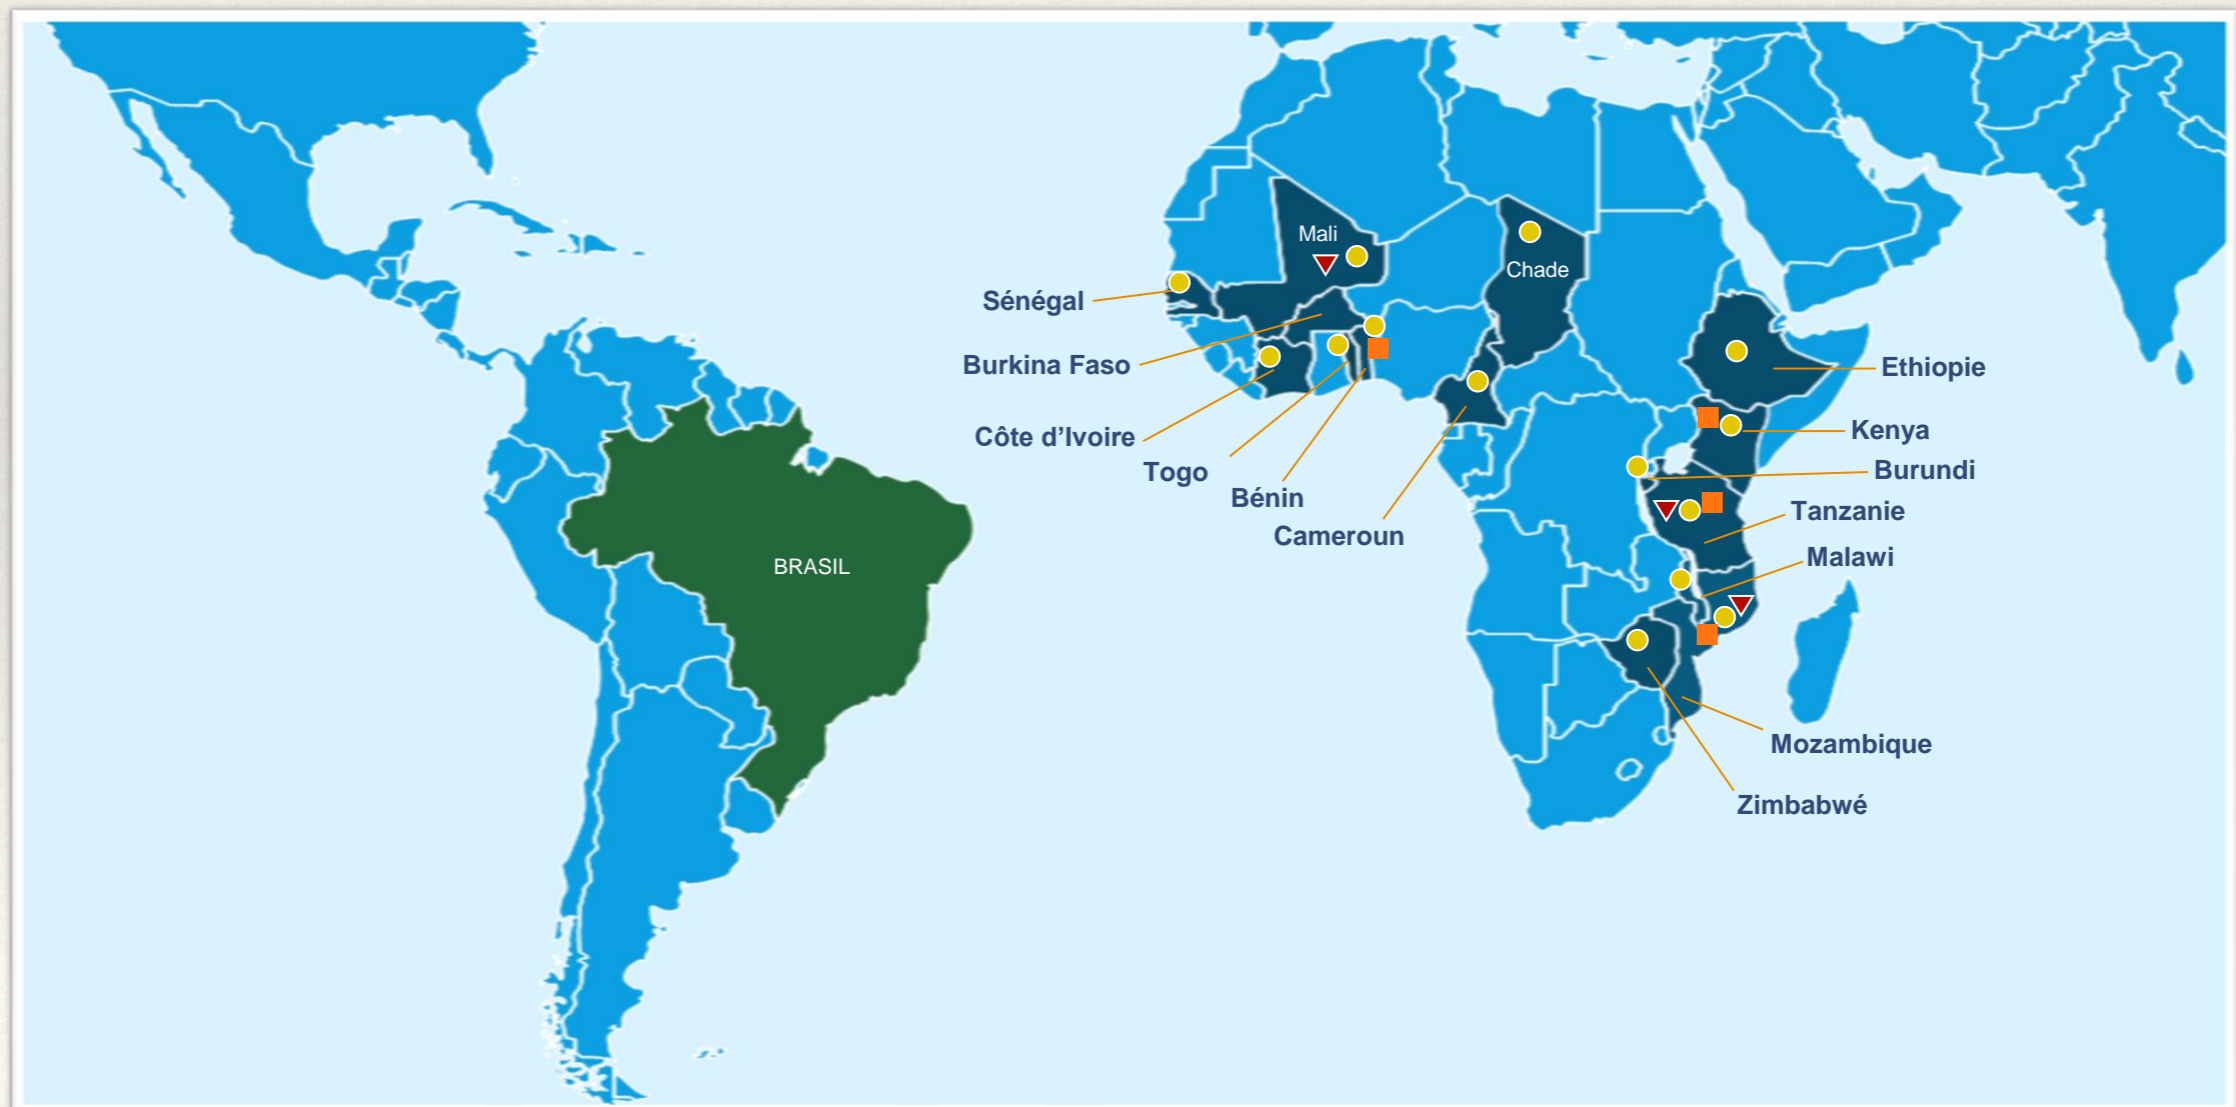 Mali
Chade
Sénégal
Burkina Faso
Ethiopie
Kenya
Côte d’Ivoire
Togo
Burundi
Bénin
Tanzanie
Cameroun
Malawi
BRASIL
Mozambique
Zimbabwé